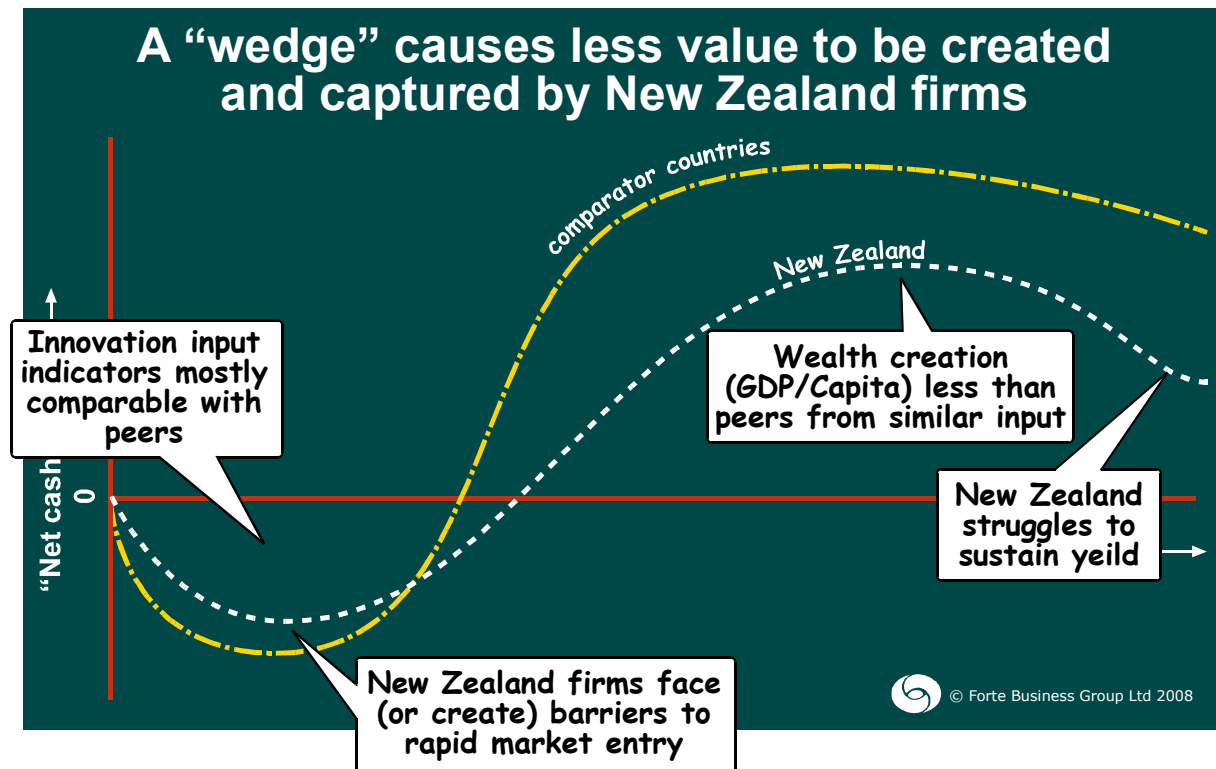 A “wedge” causes less value to be created
and captured by New Zealand firms
comparator countries
New Zealand
Innovation input
indicators mostly
comparable with
peers
Wealth creation
(GDP/Capita) less than
peers from similar input
“Net cash
0
New Zealand
struggles to
sustain yeild
New Zealand firms face
(or create) barriers to
rapid market entry
© Forte Business Group Ltd 2008